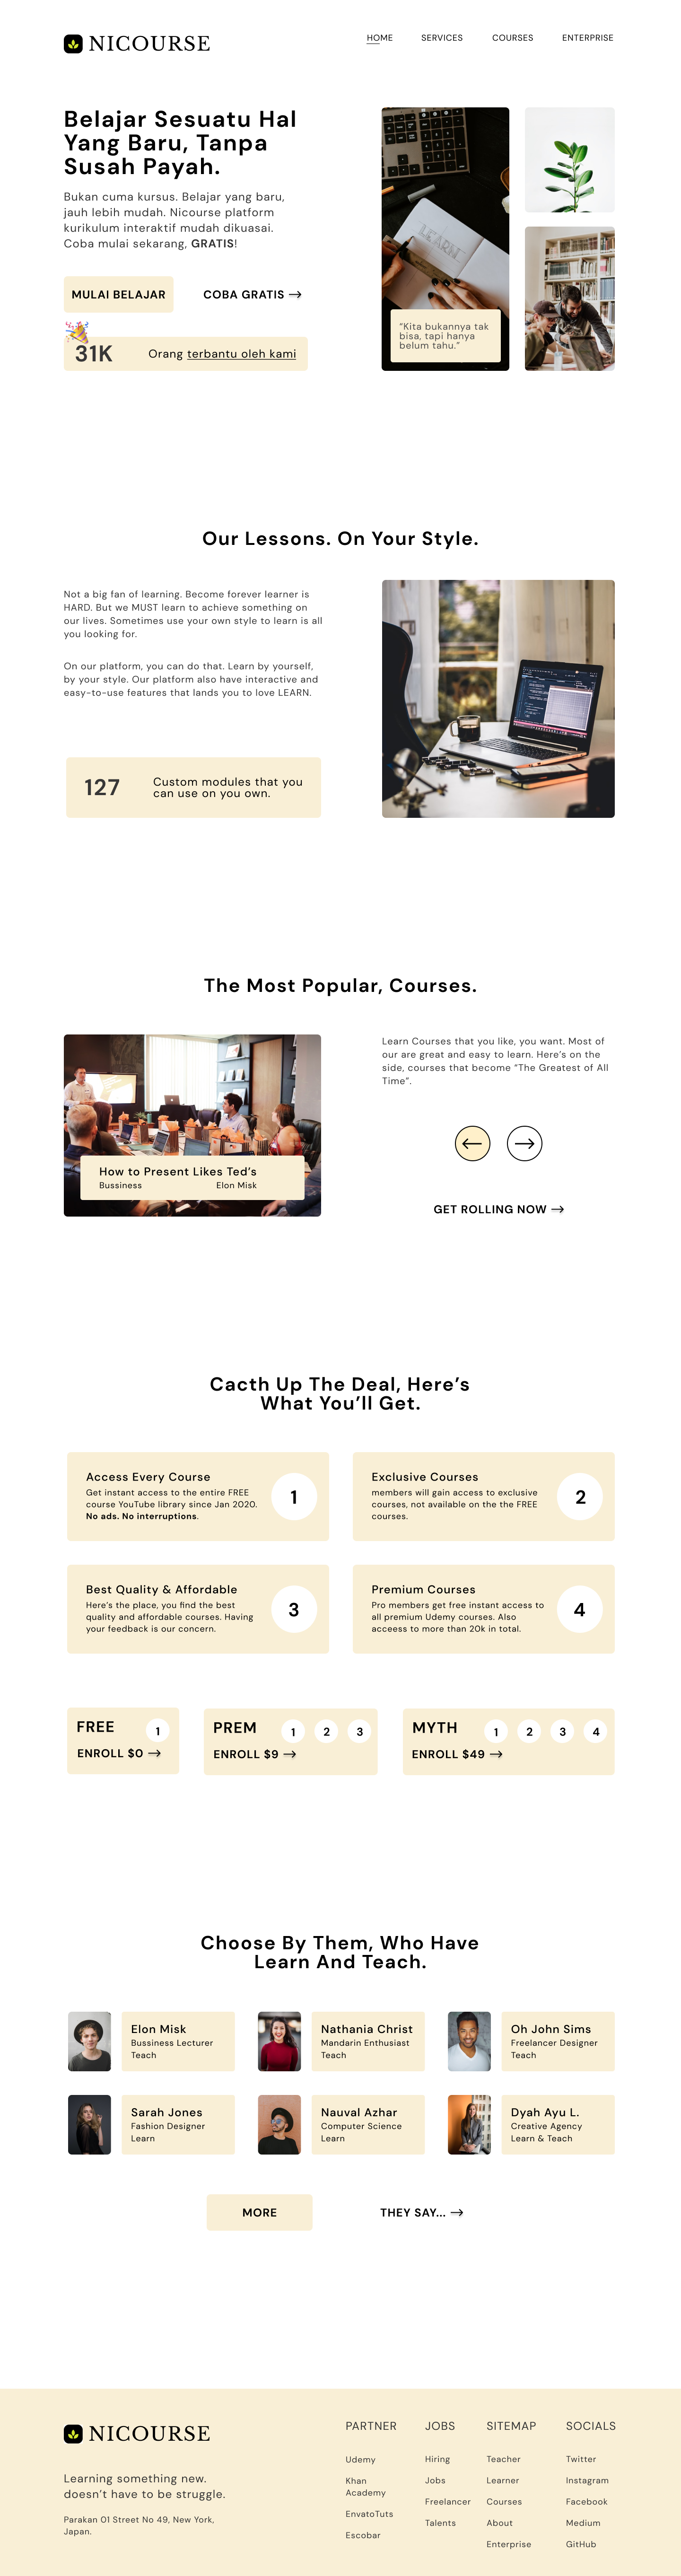 NICOURSE
HOME SERVICES COURSES ENTERPRISE
Belajar Sesuatu Hal
Yang Baru, Tanpa
Susah Payah.
Bukan cuma kursus. Belajar yang baru,
jauh lebih mudah. Nicourse platform
kurikulum interaktif mudah dikuasai.
Coba mulai sekarang, GRATIS!
MULAI BELAJAR
COBA GRATIS
31K
Orang terbantu oleh kami
LEARN
“Kita bukannya tak
bisa, tapi hanya
belum tahu.”
Our Lessons. On Your Style.
Not a big fan of learning. Become forever learner is
HARD. But we MUST learn to achieve something on
our lives. Sometimes use your own style to learn is all
you looking for.
On our platform, you can do that. Learn by yourself,
by your style. Our platform also have interactive and
easy-to-use features that lands you to love LEARN.
127
Custom modules that you
can use on you own.
The Most Popular, Courses.
How to Present Likes Ted’s
Bussiness
Elon Misk
Learn Courses that you like, you want. Most of
our are great and easy to learn. Here’s on the
side, courses that become “The Greatest of All
Time”.
GET ROLLING NOW
Cacth Up The Deal, Here’s
What You’ll Get.
Access Every Course
Get instant access to the entire FREE
course YouTube library since Jan 2020.
No ads. No interruptions.
1
Exclusive Courses
members will gain access to exclusive
courses, not available on the the FREE
courses.
2
Best Quality & Affordable
Here’s the place, you find the best
quality and affordable courses. Having
your feedback is our concern.
3
Premium Courses
Pro members get free instant access to
all premium Udemy courses. Also
acceess to more than 20k in total.
4
FREE 1
ENROLL $0
PREM 1 2 3
ENROLL $9
MYTH 1 2 3 4
ENROLL $49
Choose By Them, Who Have
Learn And Teach.
Elon Misk
Bussiness Lecturer
Teach
Nathania Christ
Mandarin Enthusiast
Teach
Oh John Sims
Freelancer Designer
Teach
Sarah Jones
Fashion Designer
Learn
Nauval Azhar
Computer Science
Learn
Dyah Ayu L.
Creative Agency
Learn & Teach
MORE
THEY SAY...
NICOURSE
Learning something new.
doesn’t have to be struggle.
Parakan 01 Street No 49, New York,
Japan.
PARTNER
Udemy
Khan
Academy
EnvatoTuts
Escobar
JOBS
Hiring
Jobs
Freelancer
Talents
SITEMAP
Teacher
Learner
Courses
About
Enterprise
SOCIALS
Twitter
Instagram
Facebook
Medium
GitHub